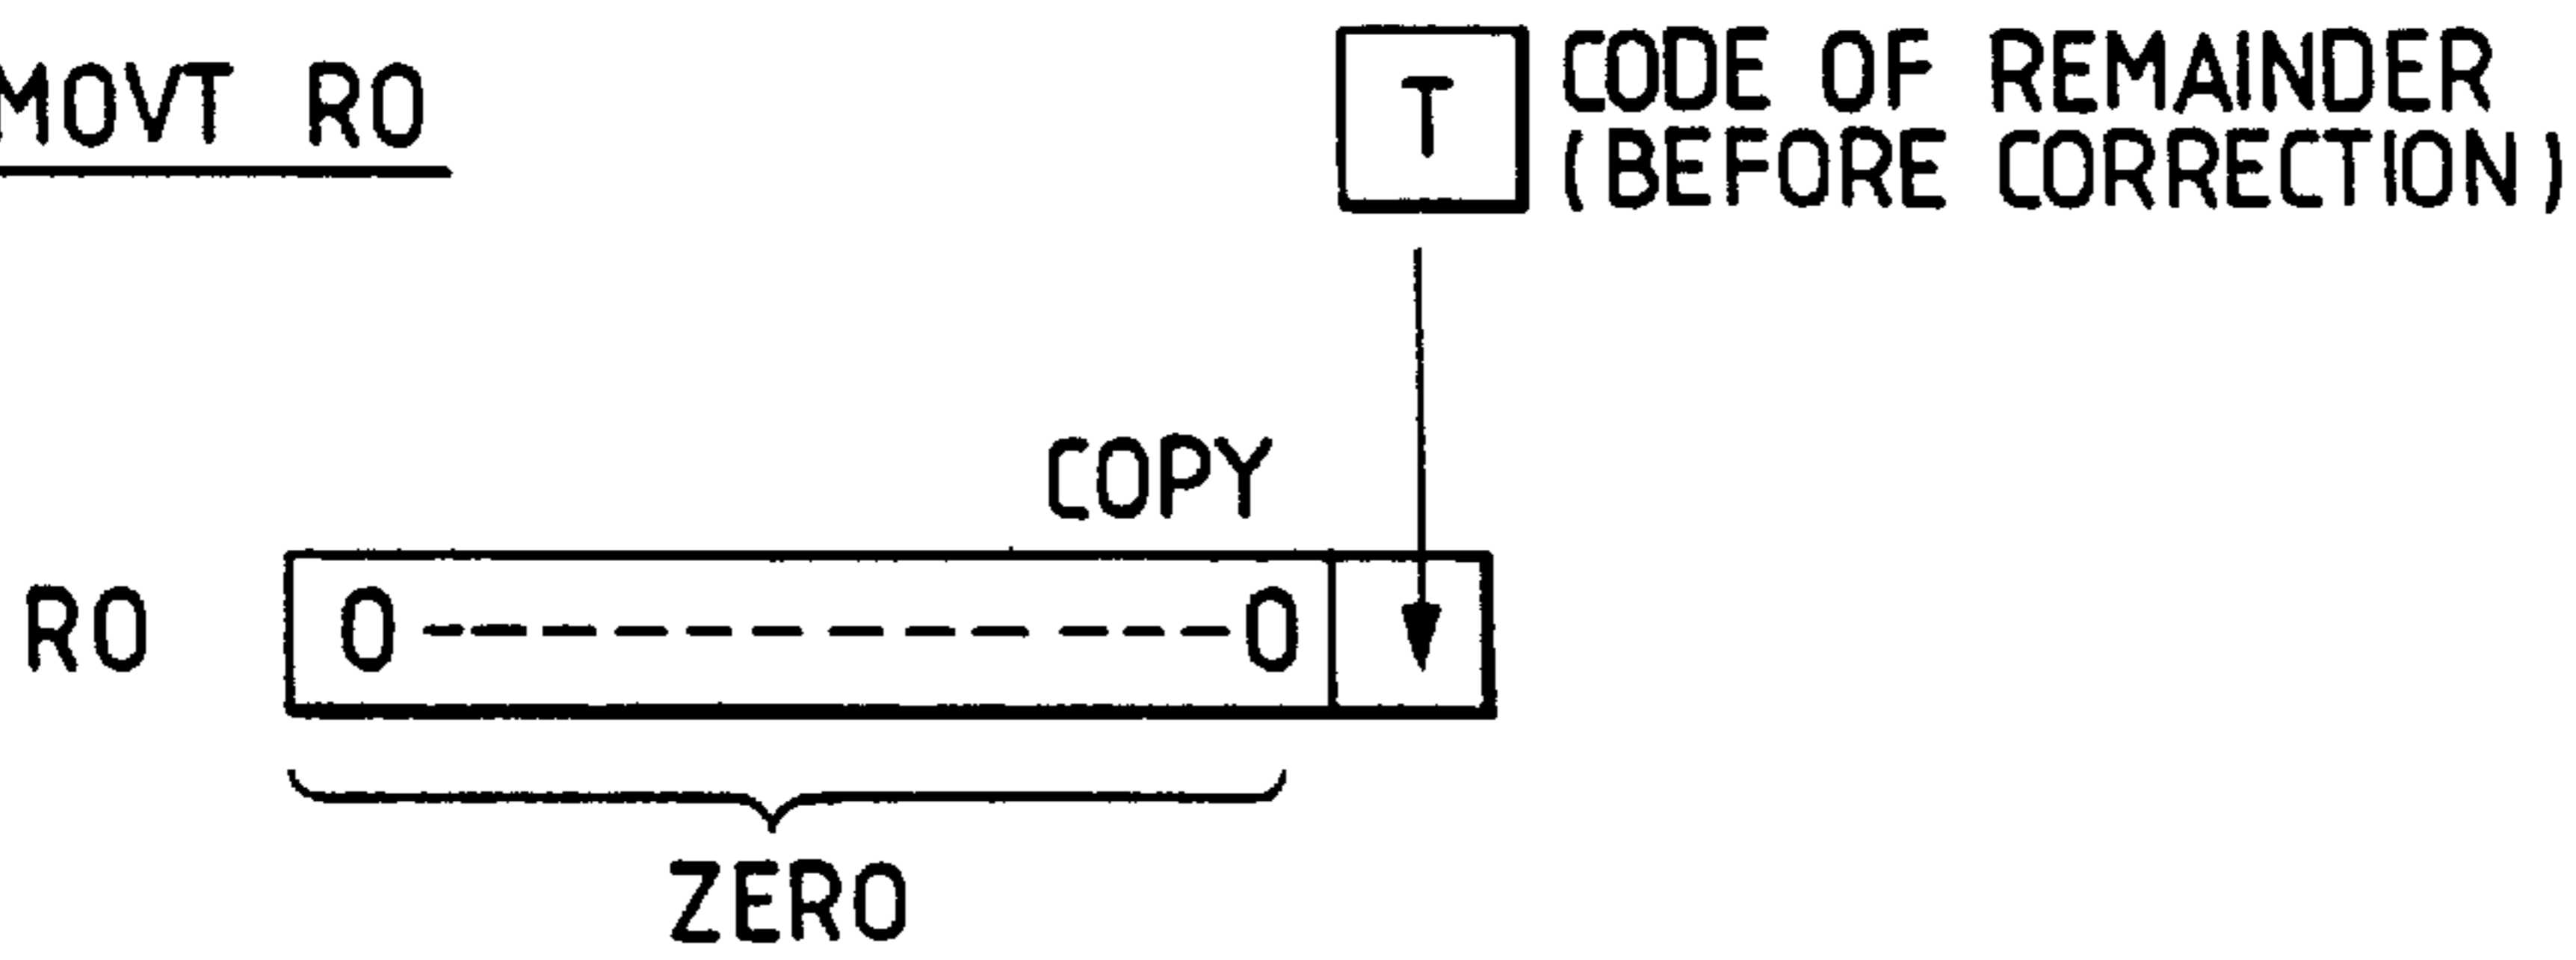 MOVT R0
T
CODE OF REMAINDER
(BEFORE CORRECTION)
COPY
R0
0 ------------ 0
ZERO